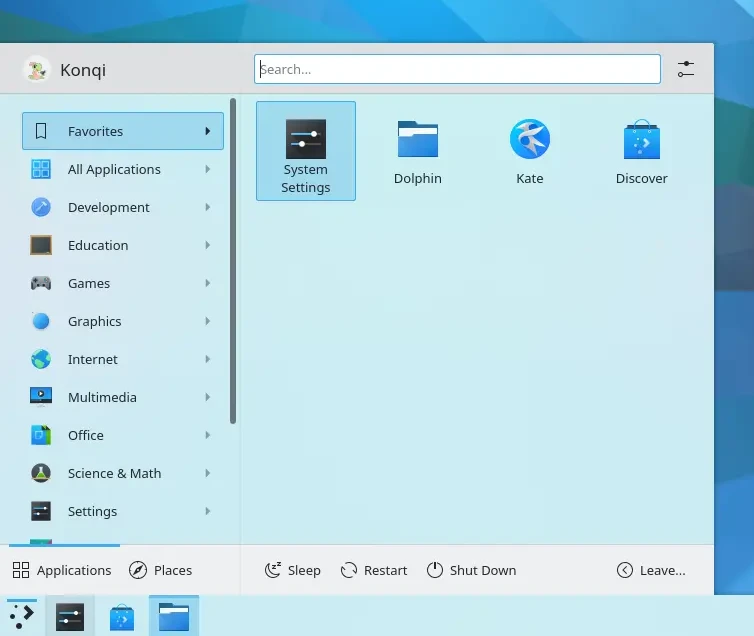 Konqi
Search...
Favorites
All Applications
Development
Education
Games
Graphics
Internet
Multimedia
Office
Science & Math
Settings
System
Settings
Dolphin
Kate
Discover
Applications
Places
Sleep
Restart
Shut Down
Leave...